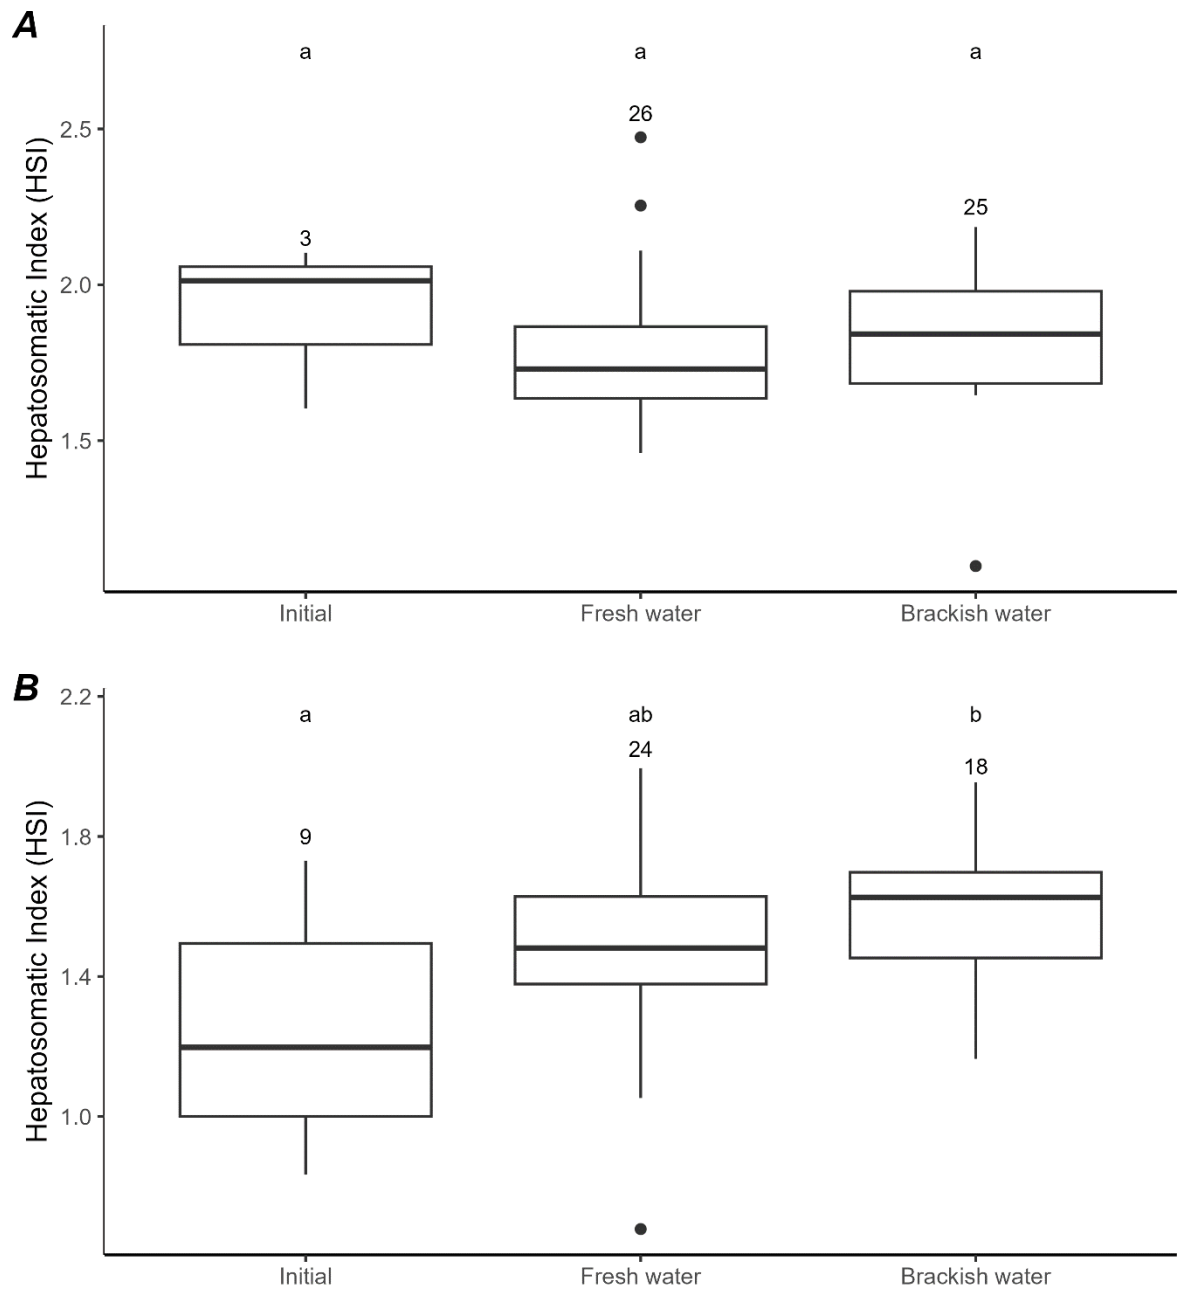 A
a a a
26
2.5
25
3
2.0
1.5
Hepatosomatic Index (HSI)
Initial Fresh water Brackish water
B
2.2
a ab b
24
18
1.8
9
1.4
1.0
Hepatosomatic Index (HSI)
Initial Fresh water Brackish water